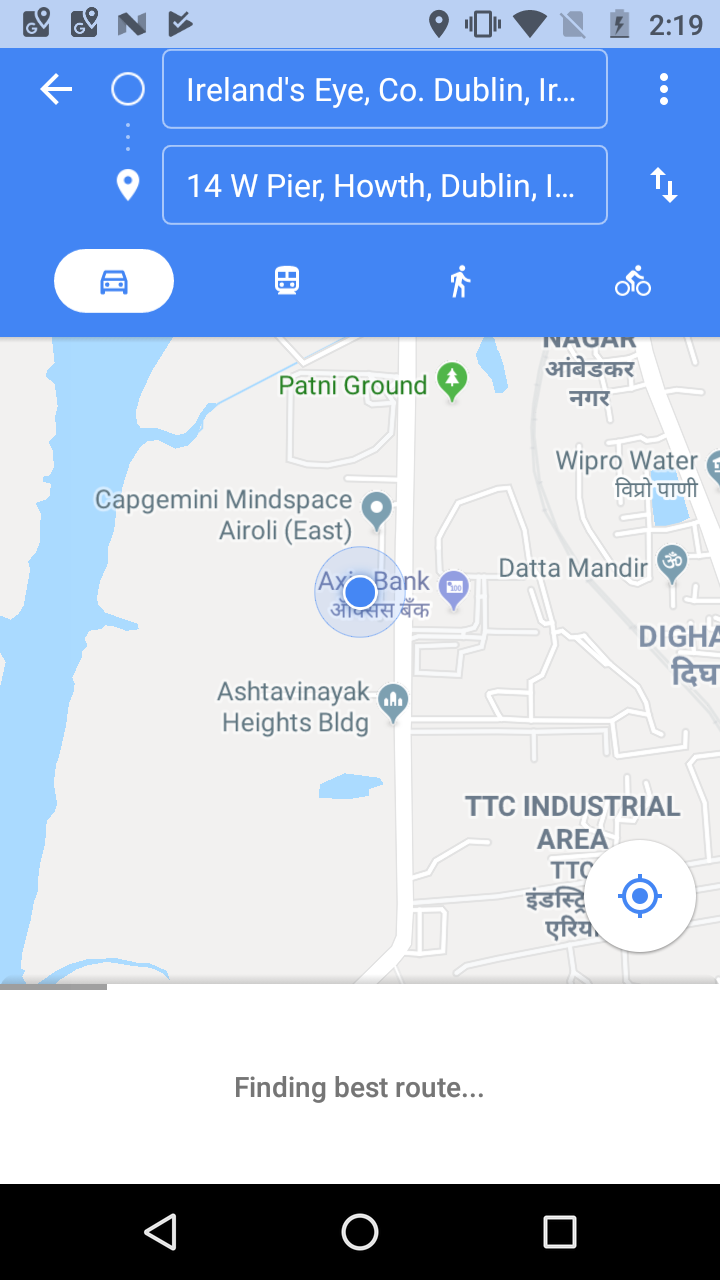 2:19
Ireland's Eye, Co. Dublin, Ir...
14 W Pier, Howth, Dublin, I...
NAGAR
आंबेडकर
नगर
Patni Ground
Wipro Water
विप्रो पाणी
Capgemini Mindspace
Airoli (East)
Datta Mandir
Axis Bank
ॲक्सिस बँक
DIGHA
दिघ
Ashtavinayak
Heights Bldg
TTC INDUSTRIAL
AREA
TTC
इंडस्ट्रि
एरिया
Finding best route...